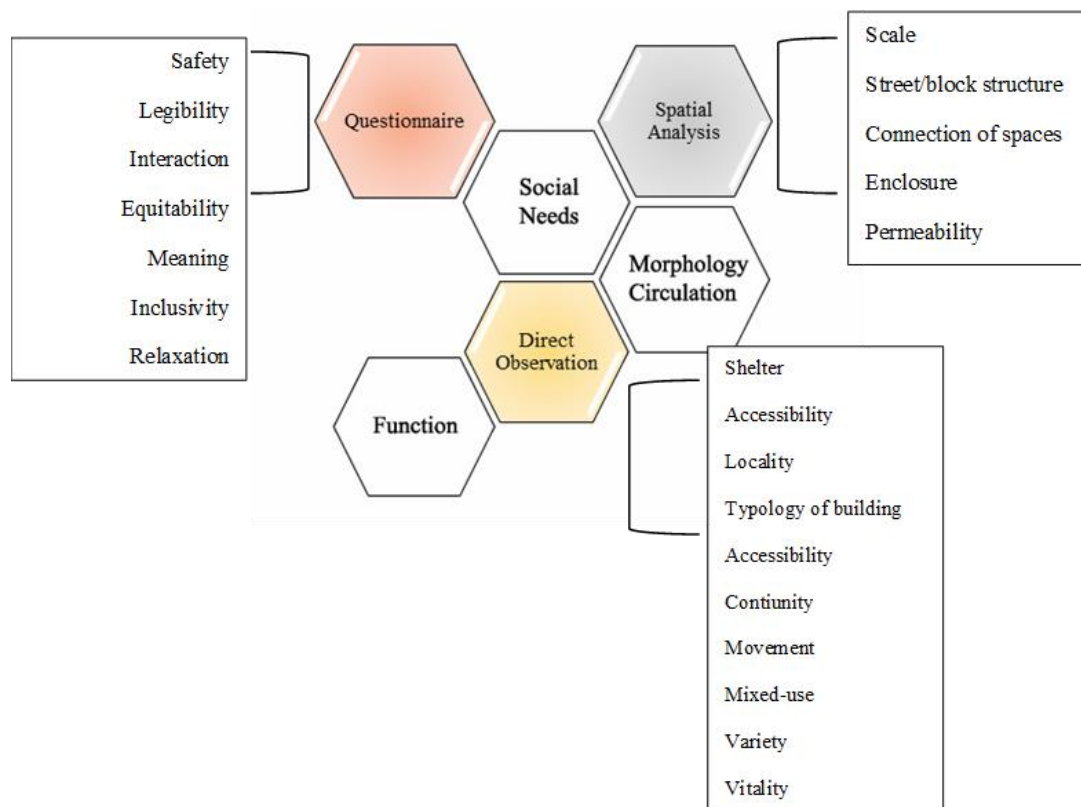 Safety
Legibility
Interaction
Equitability
Meaning
Inclusivity
Relaxation
Questionnaire
Social
Needs
Spatial
Analysis
Morphology
Circulation
Direct
Observation
Function
Scale
Street/block structure
Connection of spaces
Enclosure
Permeability
Shelter
Accessibility
Locality
Typology of building
Accessibility
Contiunity
Movement
Mixed-use
Variety
Vitality